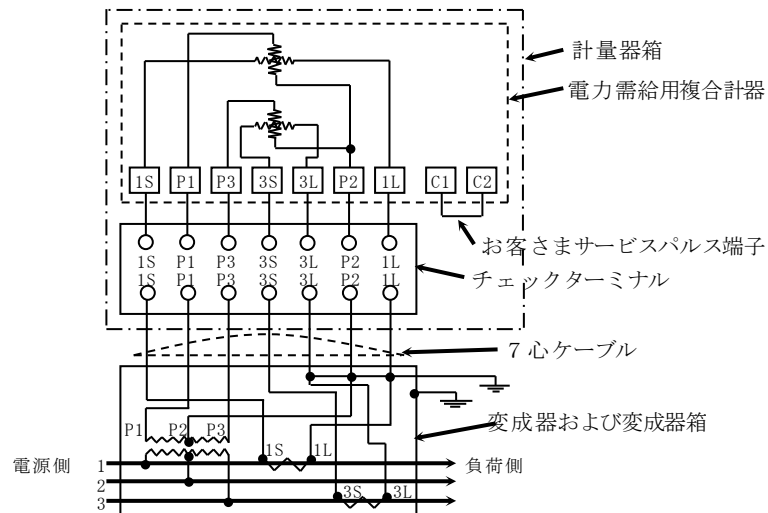 計量器箱
電力需給用複合計器
1S P1 P3 3S 3L P2 1L C1 C2
お客さまサービスパルス端子
1S P1 P3 3S 3L P2 1L
チェックターミナル
1S P1 P3 3S 3L P2 1L
7心ケーブル
変成器および変成器箱
P1 P2 P3
1S 1L
電源側 1 負荷側
2
3S 3L
3